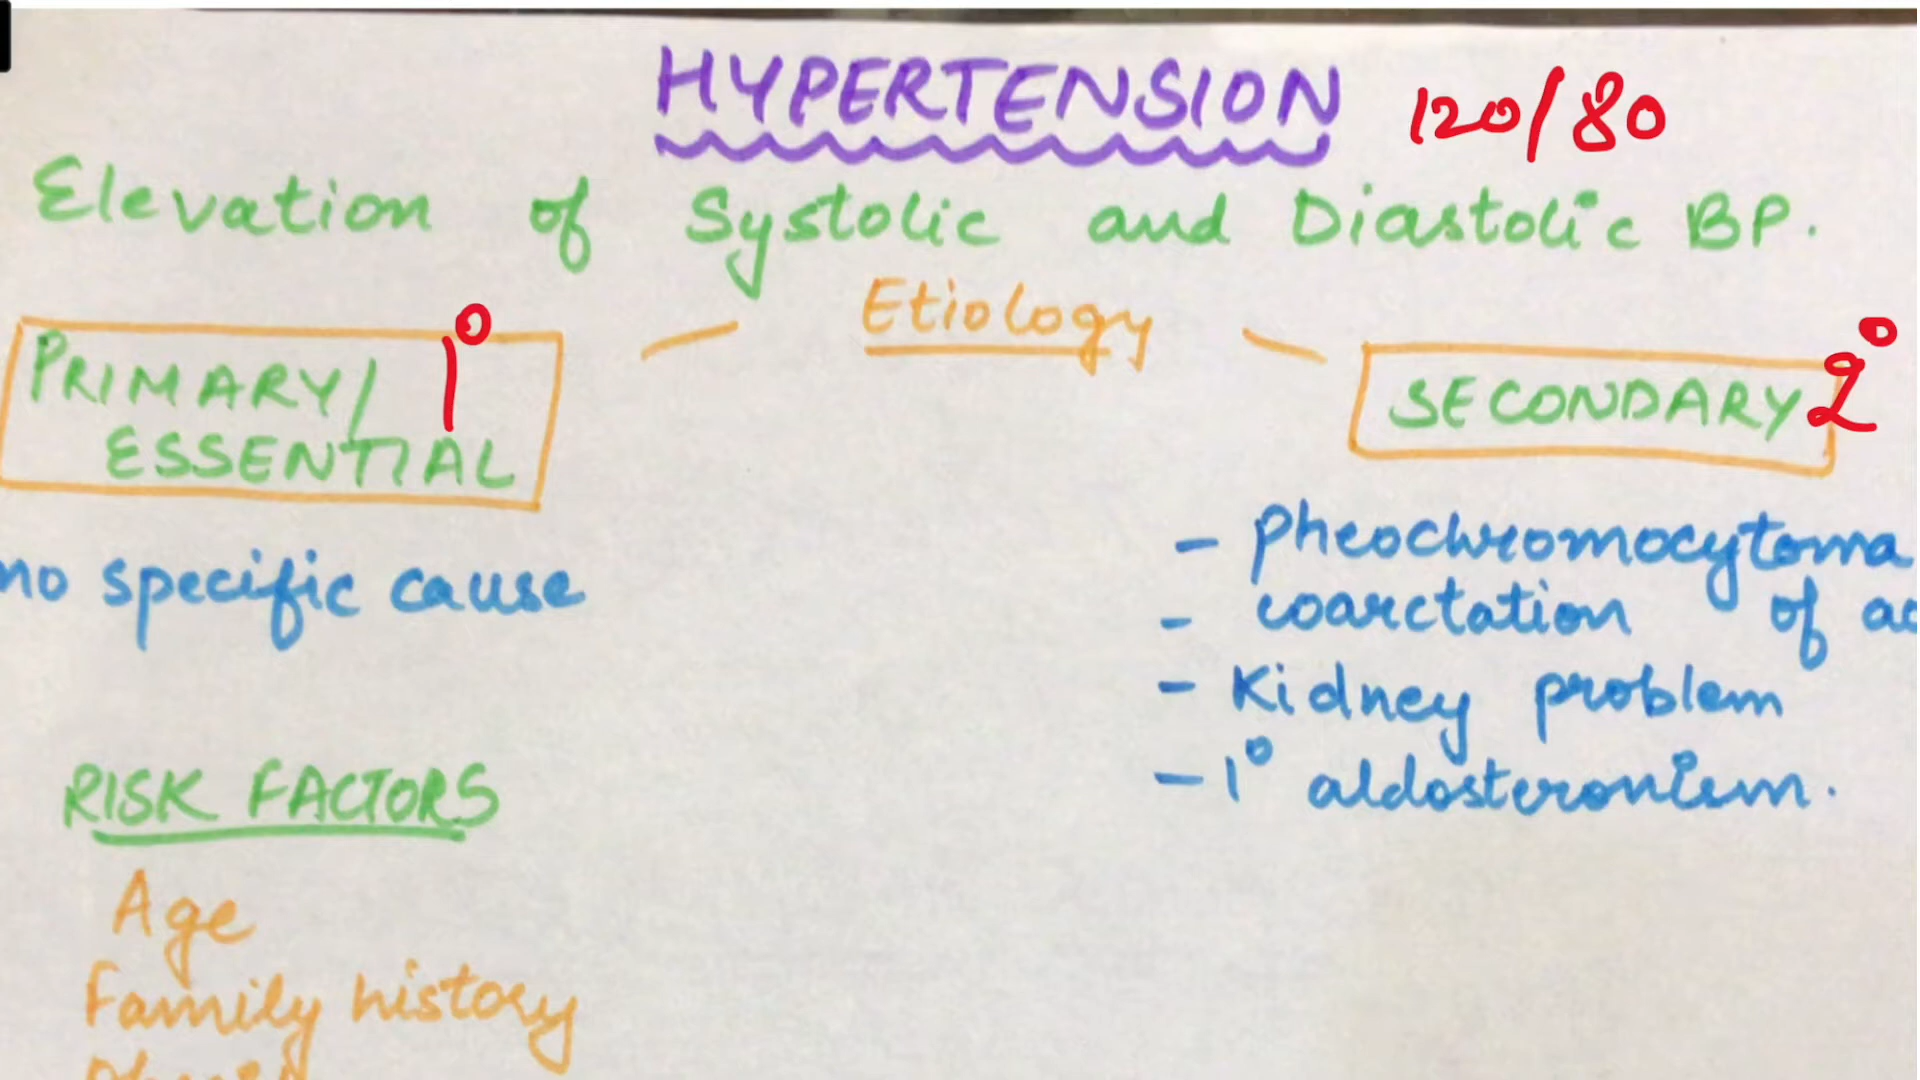 HYPERTENSION 120/80
Elevation of Systolic and Diastolic BP.
Etiology
PRIMARY/ 1°
ESSENTIAL
no specific cause
RISK FACTORS
Age
Family history
SECONDARY 2°
- Pheochromocytoma
- coarctation of
- Kidney problem
- 1° aldosteronism.